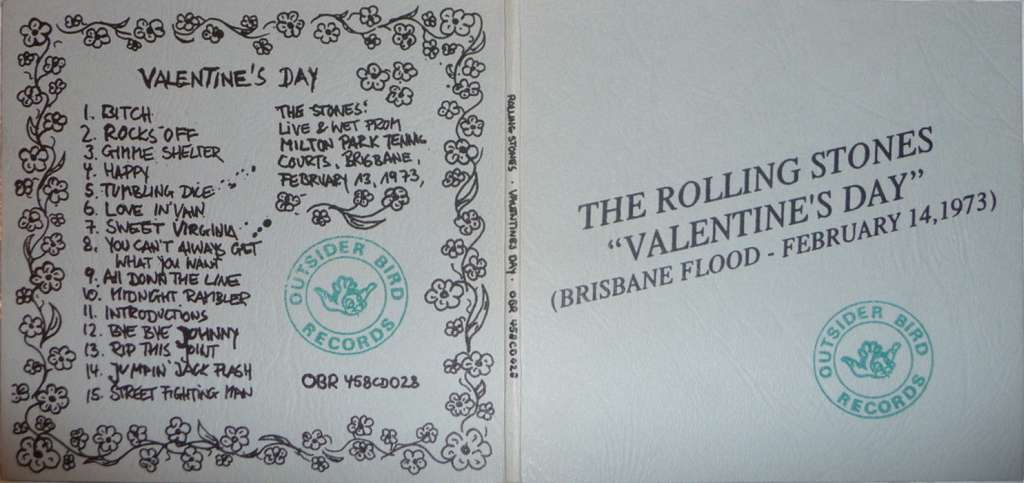 VALENTINE'S DAY
1. BITCH
2. ROCKS OFF
3. GIMME SHELTER
4. HAPPY
5. TUMBLING DICE
6. LOVE IN VAIN
7. SWEET VIRGINIA
8. YOU CAN'T ALWAYS GET
WHAT YOU WANT
9. All DOWN THE LINE
10. MIDNIGHT RAMBLER
11. INTRODUCTIONS
12. BYE BYE JOHNNY
13. RIP THIS JOINT
14. JUMPIN' JACK FLASH
15. STREET FIGHTING MAN
THE STONES:
LIVE & WET FROM
MILTON PARK TENNIS
COURTS, BRISBANE,
FEBRUARY 13, 1973,
OUTSIDER BIRD
RECORDS
OBR 458CD028
ROLLING STONES · VALENTINES DAY · OBR 458CD028
THE ROLLING STONES
“VALENTINE'S DAY”
(BRISBANE FLOOD - FEBRUARY 14,1973)
OUTSIDER BIRD
RECORDS